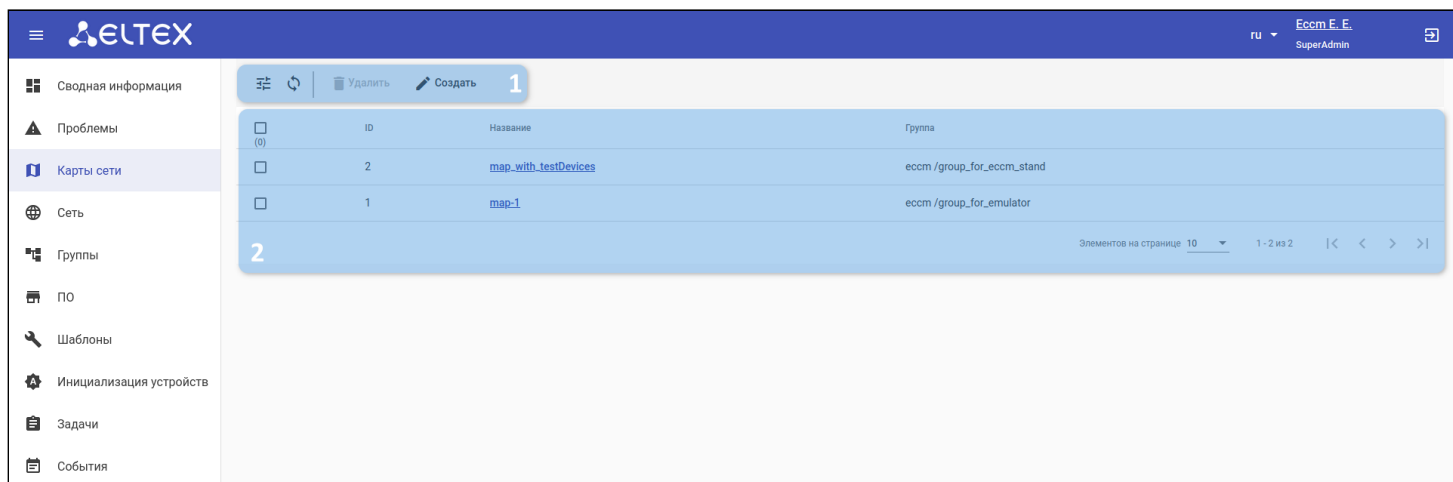 ELTEX
ru
Eccm E. E.
SuperAdmin
Сводная информация
Проблемы
Карты сети
Сеть
Группы
ПО
Шаблоны
Инициализация устройств
Задачи
События
Удалить Создать 1
(0) ID Название Группа
2 map_with_testDevices eccm /group_for_eccm_stand
1 map-1 eccm /group_for_emulator
2 Элементов на странице 10 1 - 2 из 2